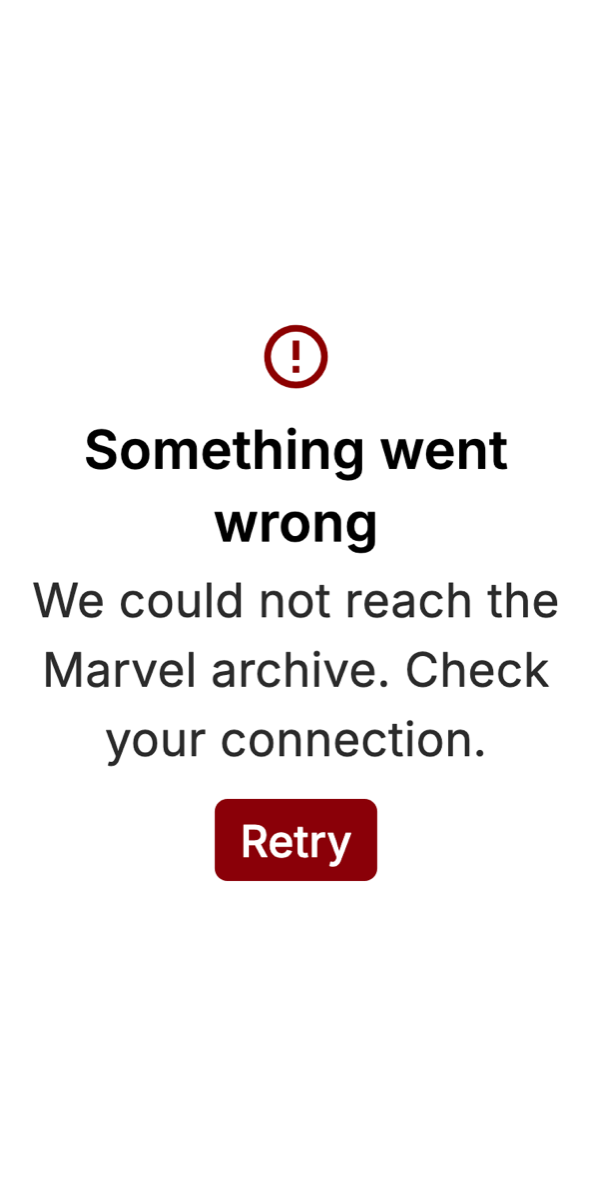 Something went
wrong
We could not reach the
Marvel archive. Check
your connection.
Retry